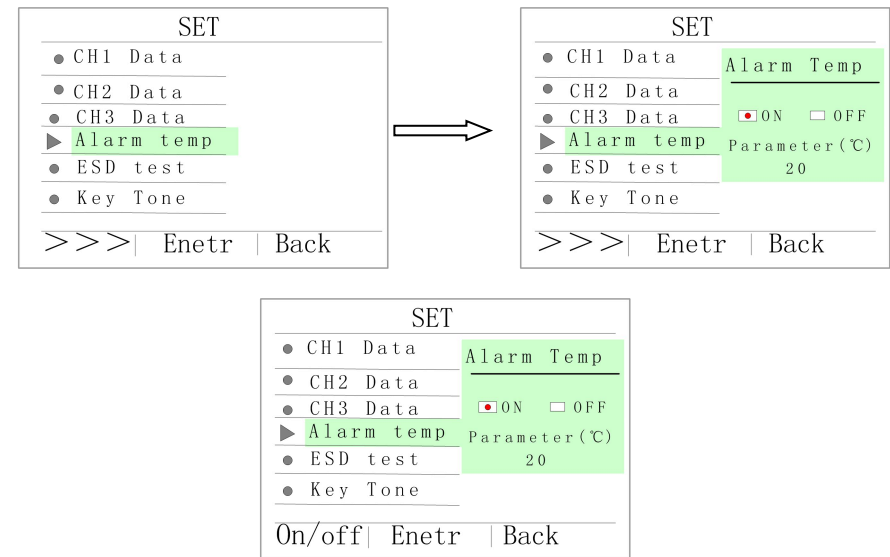 SET
CH1 Data
CH2 Data
CH3 Data
Alarm temp
ESD test
Key Tone
>>>| Enetr | Back
SET
CH1 Data
CH2 Data
CH3 Data
Alarm temp
ESD test
Key Tone
Alarm Temp
ON OFF
Parameter(℃)
20
>>>| Enetr | Back
SET
CH1 Data
CH2 Data
CH3 Data
Alarm temp
ESD test
Key Tone
Alarm Temp
ON OFF
Parameter(℃)
20
On/off| Enetr | Back